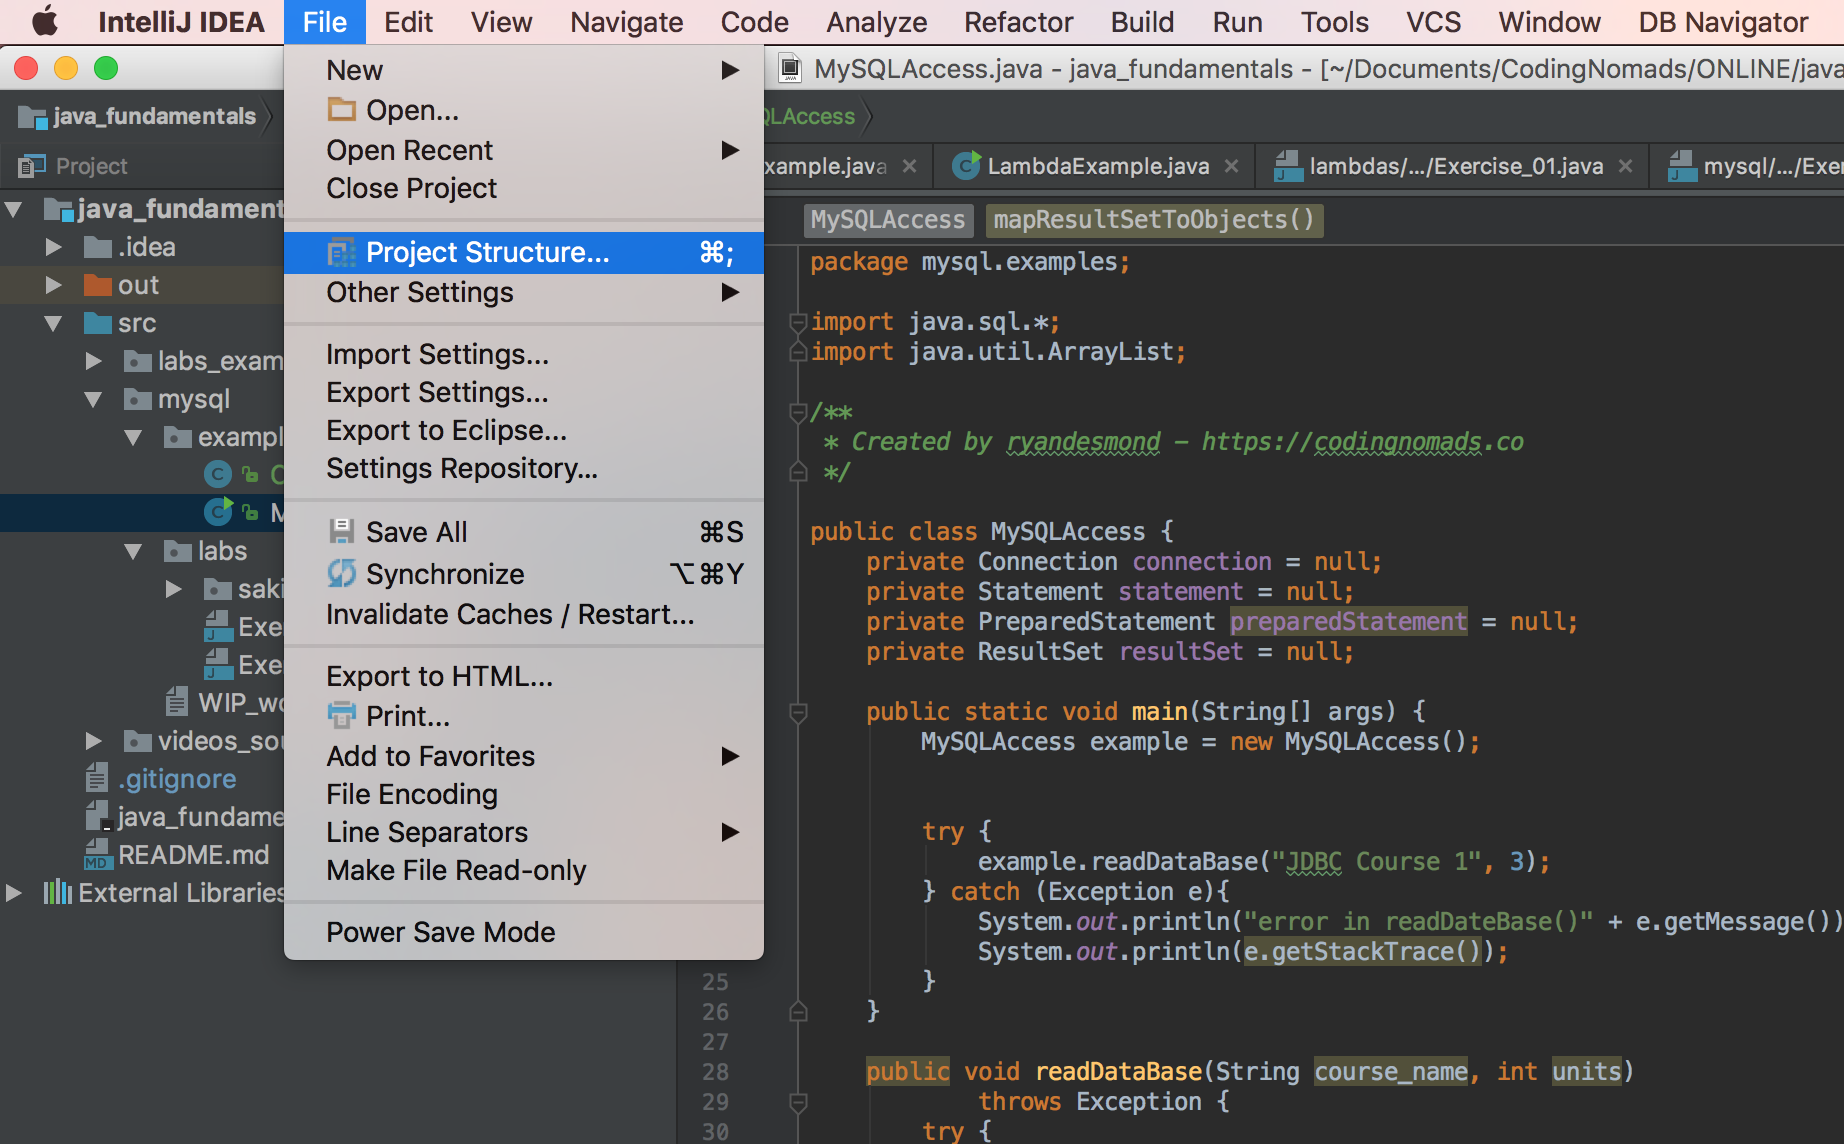 IntelliJ IDEA File Edit View Navigate Code Analyze Refactor Build Run Tools VCS Window DB Navigator
MySQLAccess.java - java_fundamentals - [~/Documents/CodingNomads/ONLINE/java
java_fundamentals
QLAccess
Project
xample.java
LambdaExample.java
lambdas/.../Exercise_01.java
mysql/.../Exer
java_fundament
.idea
out
src
labs_exam
mysql
exampl
C
M
labs
saki
Exe
Exe
WIP_wo
videos_sou
.gitignore
java_fundame
README.md
External Libraries
New
Open...
Open Recent
Close Project
Project Structure... ⌘;
Other Settings
Import Settings...
Export Settings...
Export to Eclipse...
Settings Repository...
Save All ⌘S
Synchronize ⌥⌘Y
Invalidate Caches / Restart...
Export to HTML...
Print...
Add to Favorites
File Encoding
Line Separators
Make File Read-only
Power Save Mode
MySQLAccess mapResultSetToObjects()
package mysql.examples;
import java.sql.*;
import java.util.ArrayList;
/**
* Created by ryandesmond – https://codingnomads.co
*/
public class MySQLAccess {
private Connection connection = null;
private Statement statement = null;
private PreparedStatement preparedStatement = null;
private ResultSet resultSet = null;
public static void main(String[] args) {
MySQLAccess example = new MySQLAccess();
try {
example.readDataBase("JDBC Course 1", 3);
} catch (Exception e){
System.out.println("error in readDateBase()" + e.getMessage())
System.out.println(e.getStackTrace());
25 }
26 }
27
28 public void readDataBase(String course_name, int units)
29 throws Exception {
30 try {